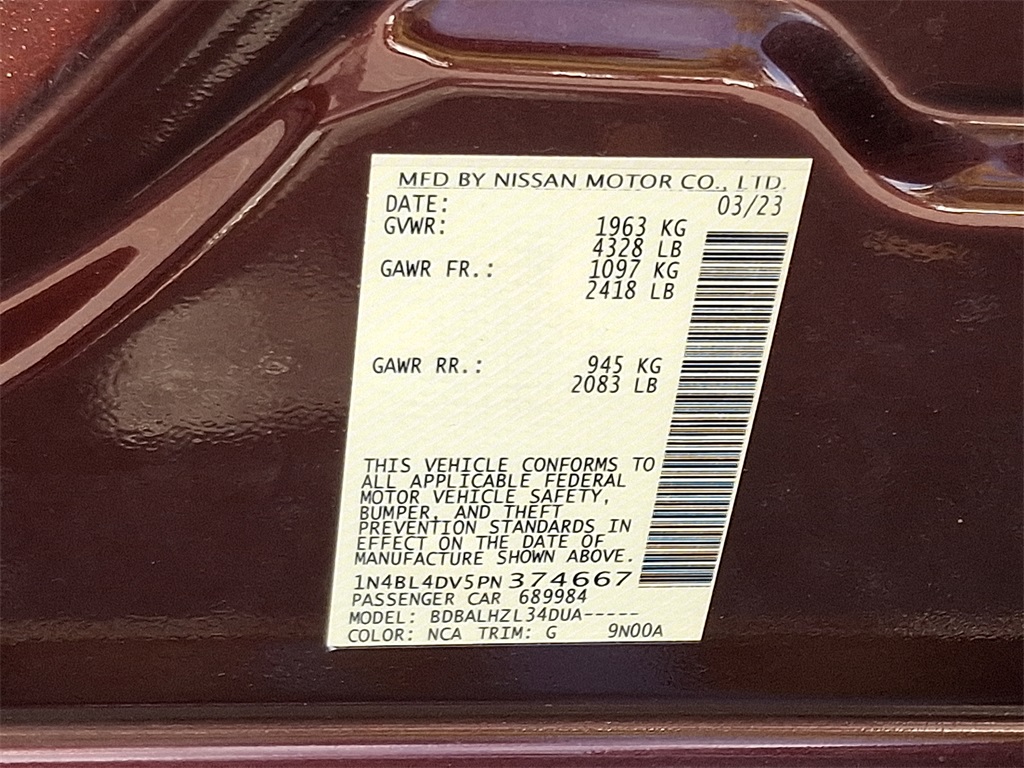 MFD BY NISSAN MOTOR CO., LTD.
DATE: 03/23
GVWR: 1963 KG
4328 LB
GAWR FR.: 1097 KG
2418 LB
GAWR RR.: 945 KG
2083 LB
THIS VEHICLE CONFORMS TO
ALL APPLICABLE FEDERAL
MOTOR VEHICLE SAFETY,
BUMPER, AND THEFT
PREVENTION STANDARDS IN
EFFECT ON THE DATE OF
MANUFACTURE SHOWN ABOVE.
1N4BL4DV5PN374667
PASSENGER CAR 689984
MODEL: BDBALHZL34DUA-----
COLOR: NCA TRIM: G 9N00A